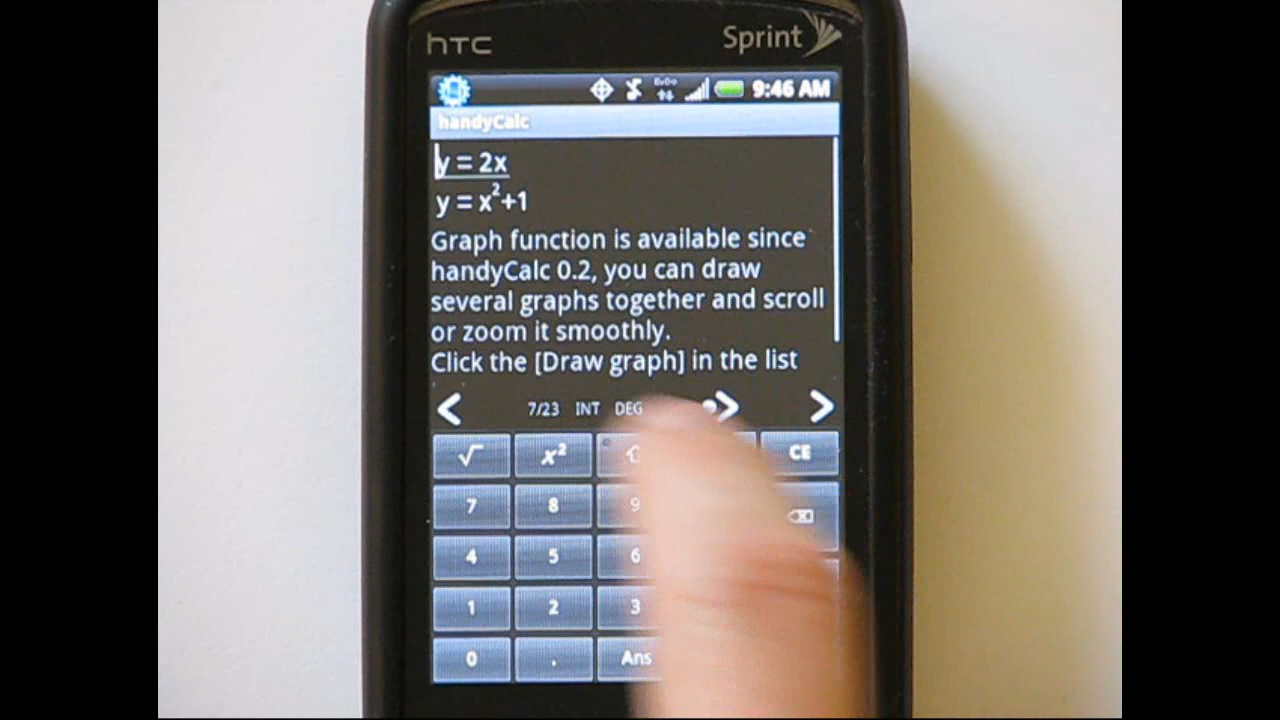 hTC
Sprint
EVDO 9:46 AM
handyCalc
y = 2x
y = x²+1
Graph function is available since
handyCalc 0.2, you can draw
several graphs together and scroll
or zoom it smoothly.
Click the [Draw graph] in the list
< 7/23 INT DEG > >
√ x² CE
7 8 9
4 5 6
1 2 3
0 . Ans